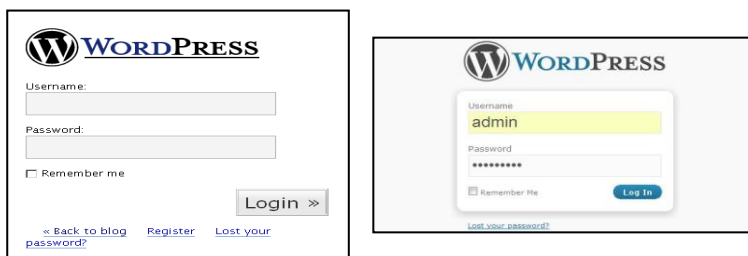 WORDPRESS
Username:
Password:
Remember me
Login »
« Back to blog Register Lost your
password?
WORDPRESS
Username
admin
Password
•••••••••
Remember Me
Log In
Lost your password?